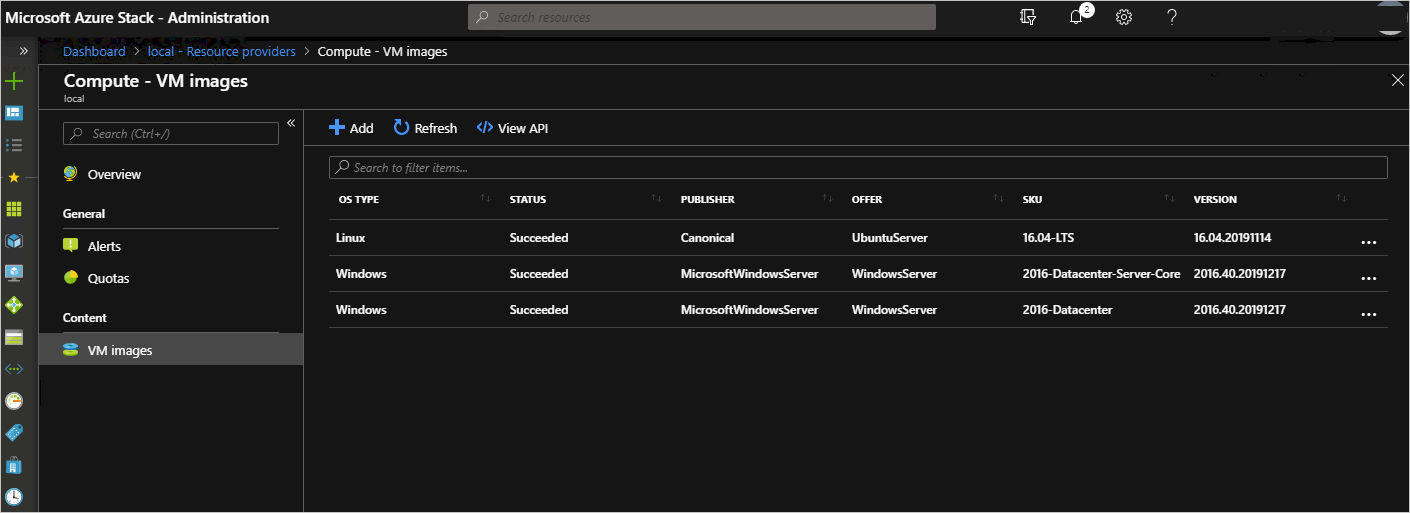 Microsoft Azure Stack - Administration
Search resources
2
Dashboard > local - Resource providers > Compute - VM images
Compute - VM images
local
Search (Ctrl+/)
Overview
General
Alerts
Quotas
Content
VM images
Add Refresh View API
Search to filter items...
OS TYPE STATUS PUBLISHER OFFER SKU VERSION
Linux Succeeded Canonical UbuntuServer 16.04-LTS 16.04.20191114 ...
Windows Succeeded MicrosoftWindowsServer WindowsServer 2016-Datacenter-Server-Core 2016.40.20191217 ...
Windows Succeeded MicrosoftWindowsServer WindowsServer 2016-Datacenter 2016.40.20191217 ...